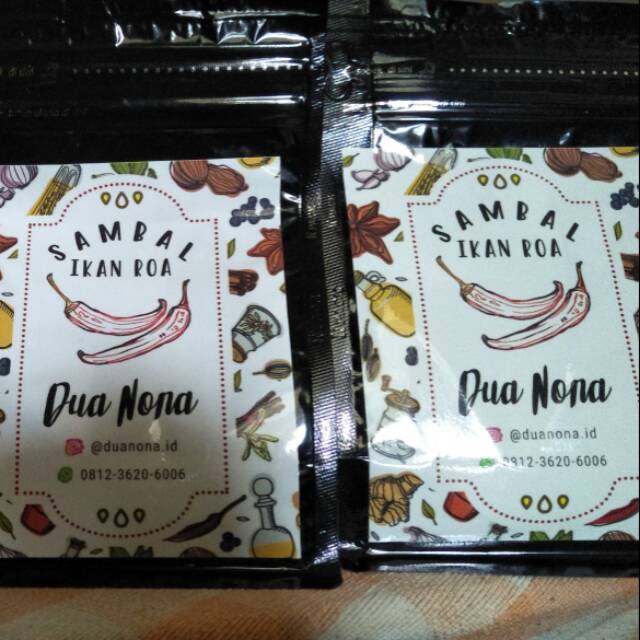 SAMBAL
IKAN ROA
Dua Nona
@duanona.id
0812-3620-6006
SAMBAL
IKAN ROA
Dua Nona
@duanona.id
0812-3620-6006